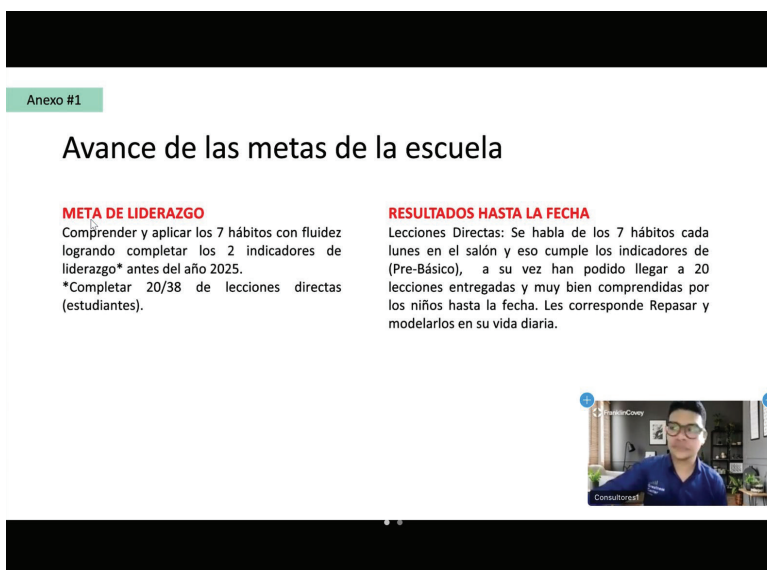 Anexo #1
Avance de las metas de la escuela
META DE LIDERAZGO
Comprender y aplicar los 7 hábitos con fluidez
logrando completar los 2 indicadores de
liderazgo* antes del año 2025.
*Completar 20/38 de lecciones directas
(estudiantes).
RESULTADOS HASTA LA FECHA
Lecciones Directas: Se habla de los 7 hábitos cada
lunes en el salón y eso cumple los indicadores de
(Pre-Básico), a su vez han podido llegar a 20
lecciones entregadas y muy bien comprendidas por
los niños hasta la fecha. Les corresponde Repasar y
modelarlos en su vida diaria.
FranklinCovey
Consultores1